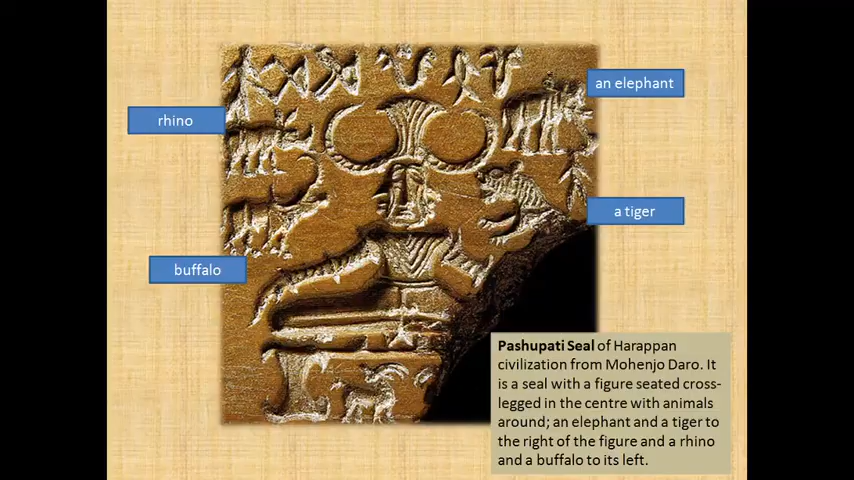 an elephant
rhino
a tiger
buffalo
Pashupati Seal of Harappan
civilization from Mohenjo Daro. It
is a seal with a figure seated cross-
legged in the centre with animals
around; an elephant and a tiger to
the right of the figure and a rhino
and a buffalo to its left.